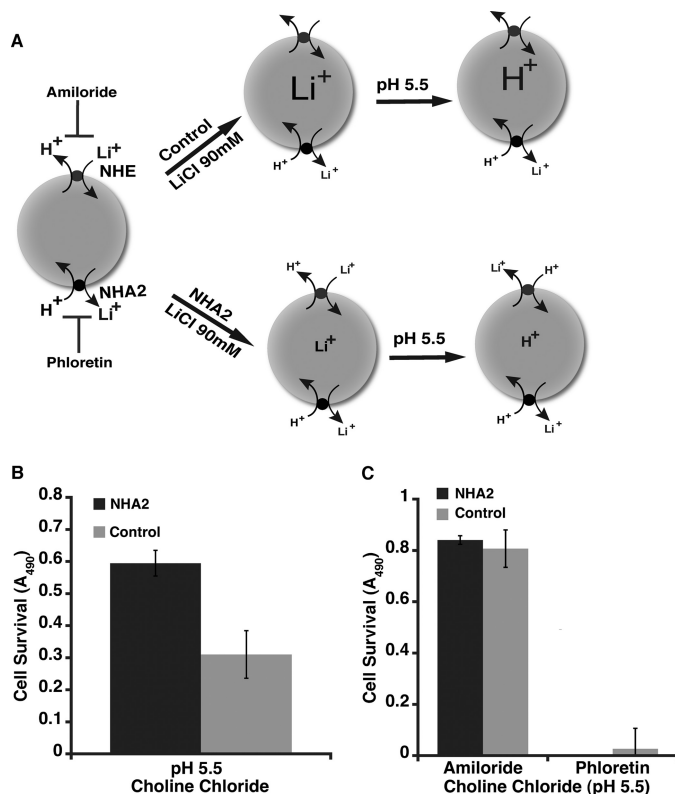 A
Amiloride
H+
Li+
NHE
NHA2
H+
Li+
Phloretin
Control
LiCl 90mM
Li+
H+
Li+
pH 5.5
H+
H+
Li+
NHA2
LiCl 90mM
H+
Li+
Li+
H+
Li+
pH 5.5
Li+
H+
H+
H+
Li+
B
NHA2
Control
Cell Survival (A490)
0.8
0.7
0.6
0.5
0.4
0.3
0.2
0.1
0
pH 5.5
Choline Chloride
C
NHA2
Control
Cell Survival (A490)
1
0.8
0.6
0.4
0.2
0
Amiloride
Phloretin
Choline Chloride (pH 5.5)